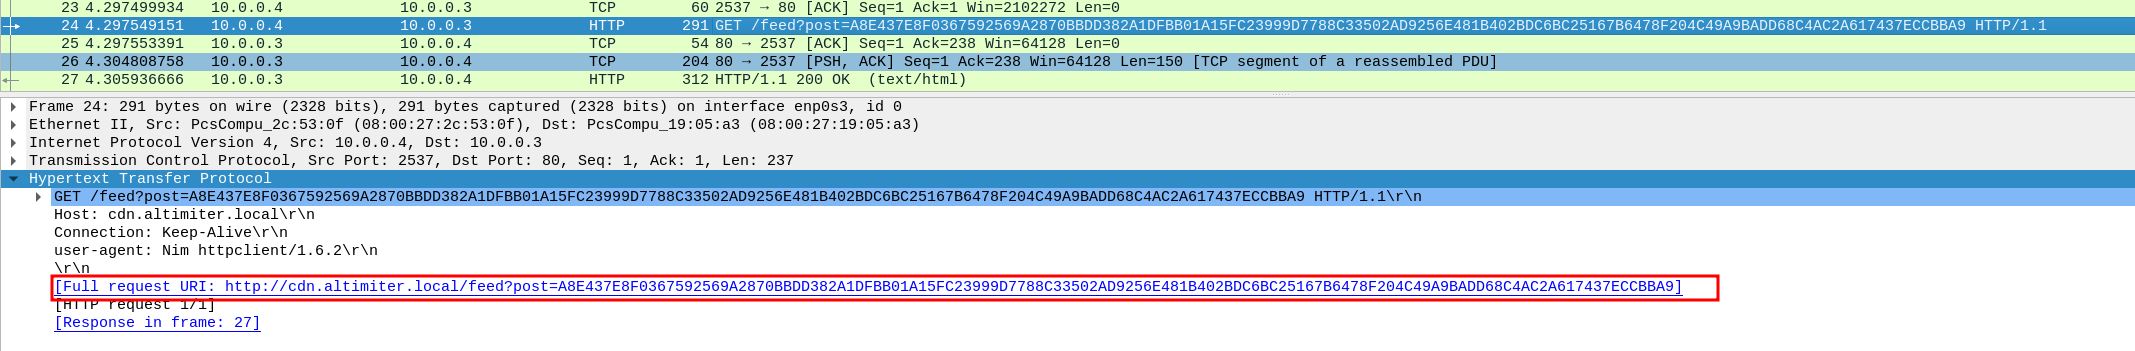 23 4.297499934 10.0.0.4 10.0.0.3 TCP 60 2537 → 80 [ACK] Seq=1 Ack=1 Win=2102272 Len=0
24 4.297549151 10.0.0.4 10.0.0.3 HTTP 291 GET /feed?post=A8E437E8F0367592569A2870BBDD382A1DFBB01A15FC23999D7788C33502AD9256E481B402BDC6BC25167B6478F204C49A9BADD68C4AC2A617437ECCBBA9 HTTP/1.1
25 4.297553391 10.0.0.3 10.0.0.4 TCP 54 80 → 2537 [ACK] Seq=1 Ack=238 Win=64128 Len=0
26 4.304808758 10.0.0.3 10.0.0.4 TCP 204 80 → 2537 [PSH, ACK] Seq=1 Ack=238 Win=64128 Len=150 [TCP segment of a reassembled PDU]
27 4.305936666 10.0.0.3 10.0.0.4 HTTP 312 HTTP/1.1 200 OK (text/html)
Frame 24: 291 bytes on wire (2328 bits), 291 bytes captured (2328 bits) on interface enp0s3, id 0
Ethernet II, Src: PcsCompu_2c:53:0f (08:00:27:2c:53:0f), Dst: PcsCompu_19:05:a3 (08:00:27:19:05:a3)
Internet Protocol Version 4, Src: 10.0.0.4, Dst: 10.0.0.3
Transmission Control Protocol, Src Port: 2537, Dst Port: 80, Seq: 1, Ack: 1, Len: 237
Hypertext Transfer Protocol
GET /feed?post=A8E437E8F0367592569A2870BBDD382A1DFBB01A15FC23999D7788C33502AD9256E481B402BDC6BC25167B6478F204C49A9BADD68C4AC2A617437ECCBBA9 HTTP/1.1\r\n
Host: cdn.altimiter.local\r\n
Connection: Keep-Alive\r\n
user-agent: Nim httpclient/1.6.2\r\n
\r\n
[Full request URI: http://cdn.altimiter.local/feed?post=A8E437E8F0367592569A2870BBDD382A1DFBB01A15FC23999D7788C33502AD9256E481B402BDC6BC25167B6478F204C49A9BADD68C4AC2A617437ECCBBA9]
[HTTP request 1/1]
[Response in frame: 27]